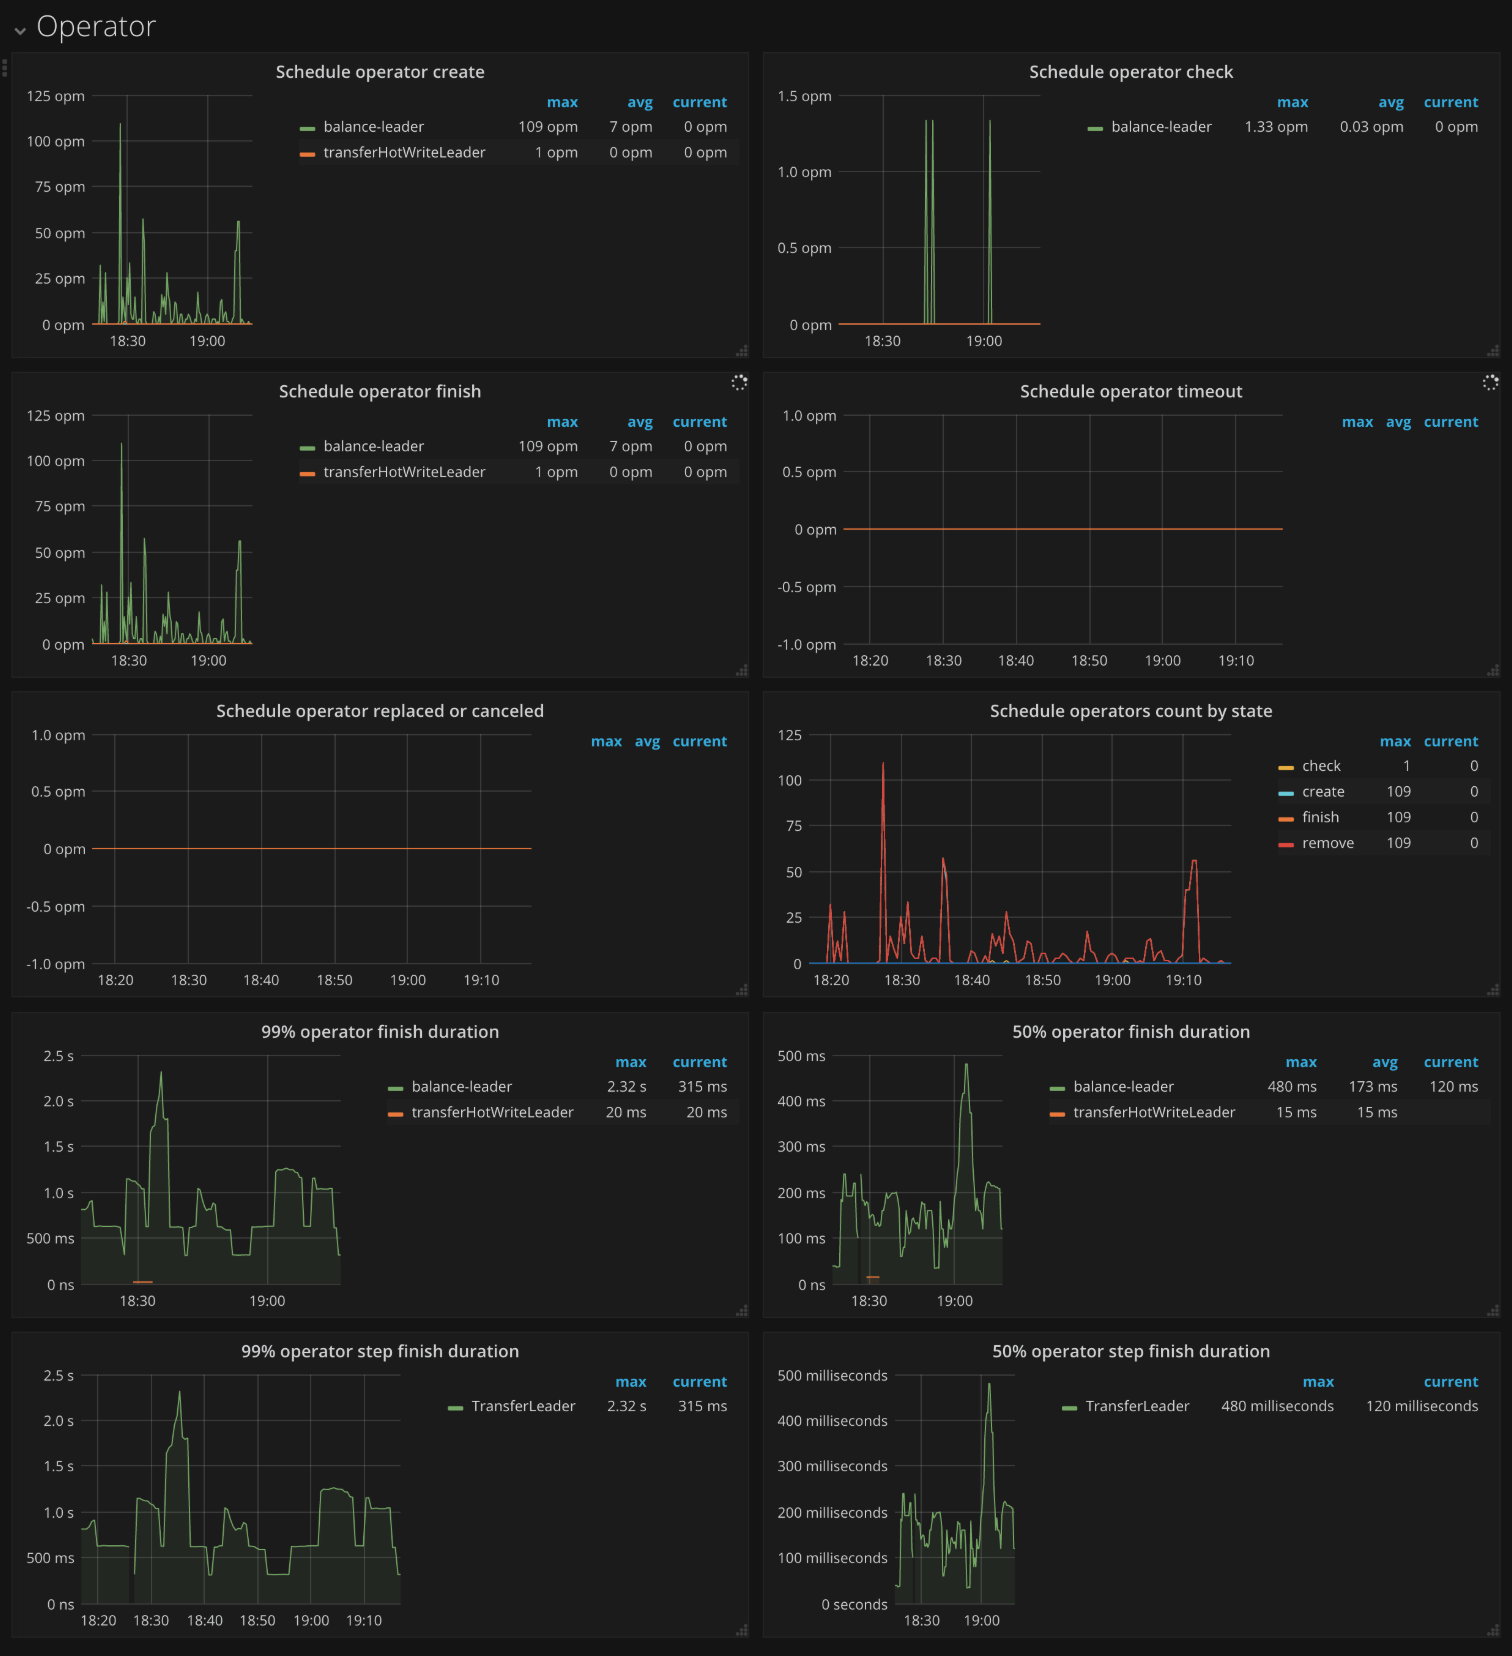 Operator
Schedule operator create
125 opm
100 opm
75 opm
50 opm
25 opm
0 opm
18:30 19:00
max avg current
balance-leader 109 opm 7 opm 0 opm
transferHotWriteLeader 1 opm 0 opm 0 opm
Schedule operator check
1.5 opm
1.0 opm
0.5 opm
0 opm
18:30 19:00
max avg current
balance-leader 1.33 opm 0.03 opm 0 opm
Schedule operator finish
125 opm
100 opm
75 opm
50 opm
25 opm
0 opm
18:30 19:00
max avg current
balance-leader 109 opm 7 opm 0 opm
transferHotWriteLeader 1 opm 0 opm 0 opm
Schedule operator timeout
1.0 opm
0.5 opm
0 opm
-0.5 opm
-1.0 opm
18:20 18:30 18:40 18:50 19:00 19:10
max avg current
Schedule operator replaced or canceled
1.0 opm
0.5 opm
0 opm
-0.5 opm
-1.0 opm
18:20 18:30 18:40 18:50 19:00 19:10
max avg current
Schedule operators count by state
125
100
75
50
25
0
18:20 18:30 18:40 18:50 19:00 19:10
max current
check 1 0
create 109 0
finish 109 0
remove 109 0
99% operator finish duration
2.5 s
2.0 s
1.5 s
1.0 s
500 ms
0 ns
18:30 19:00
max current
balance-leader 2.32 s 315 ms
transferHotWriteLeader 20 ms 20 ms
50% operator finish duration
500 ms
400 ms
300 ms
200 ms
100 ms
0 ns
18:30 19:00
max avg current
balance-leader 480 ms 173 ms 120 ms
transferHotWriteLeader 15 ms 15 ms
99% operator step finish duration
2.5 s
2.0 s
1.5 s
1.0 s
500 ms
0 ns
18:20 18:30 18:40 18:50 19:00 19:10
max current
TransferLeader 2.32 s 315 ms
50% operator step finish duration
500 milliseconds
400 milliseconds
300 milliseconds
200 milliseconds
100 milliseconds
0 seconds
18:30 19:00
max current
TransferLeader 480 milliseconds 120 milliseconds